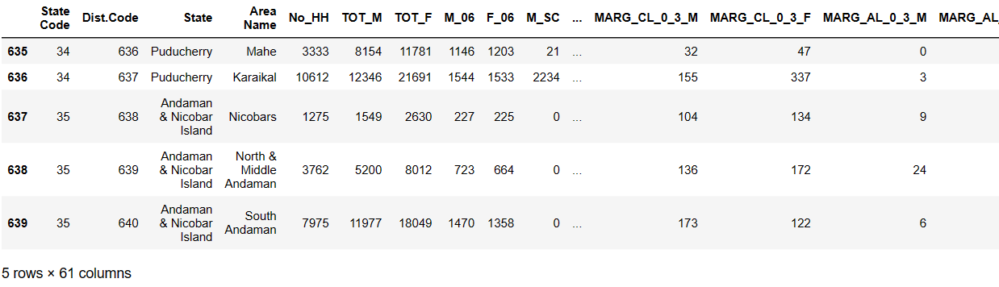 State Code Dist.Code State Area Name No_HH TOT_M TOT_F M_06 F_06 M_SC ... MARG_CL_0_3_M MARG_CL_0_3_F MARG_AL_0_3_M MARG_AL_
635 34 636 Puducherry Mahe 3333 8154 11781 1146 1203 21 ... 32 47 0
636 34 637 Puducherry Karaikal 10612 12346 21691 1544 1533 2234 ... 155 337 3
637 35 638 Andaman & Nicobar Island Nicobars 1275 1549 2630 227 225 0 ... 104 134 9
638 35 639 Andaman & Nicobar Island North & Middle Andaman 3762 5200 8012 723 664 0 ... 136 172 24
639 35 640 Andaman & Nicobar Island South Andaman 7975 11977 18049 1470 1358 0 ... 173 122 6
5 rows × 61 columns